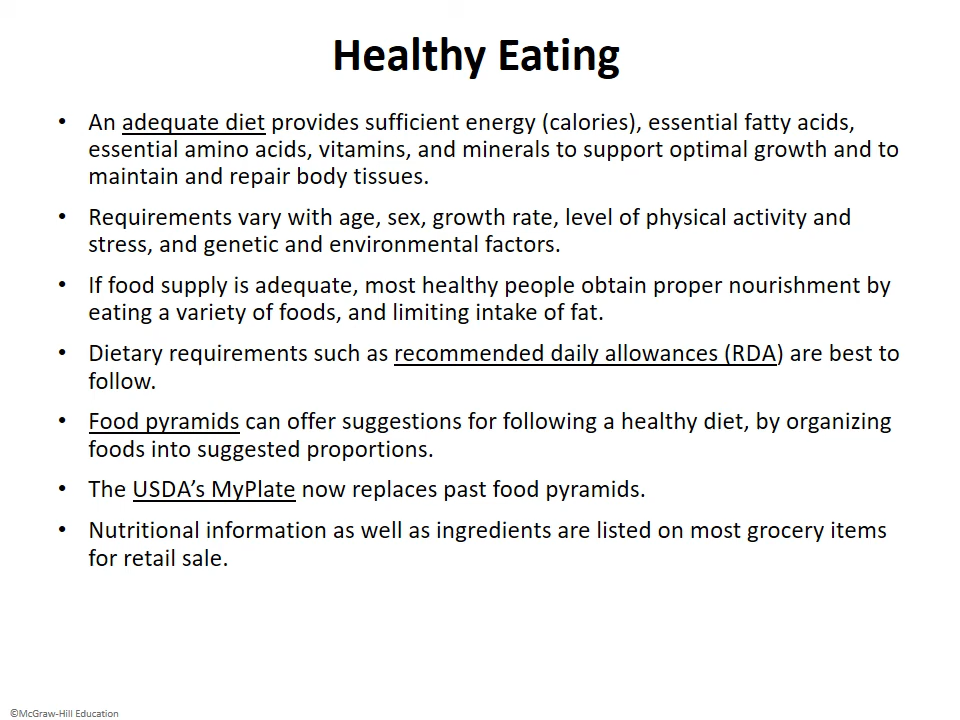 Healthy Eating
• An adequate diet provides sufficient energy (calories), essential fatty acids,
essential amino acids, vitamins, and minerals to support optimal growth and to
maintain and repair body tissues.
• Requirements vary with age, sex, growth rate, level of physical activity and
stress, and genetic and environmental factors.
• If food supply is adequate, most healthy people obtain proper nourishment by
eating a variety of foods, and limiting intake of fat.
• Dietary requirements such as recommended daily allowances (RDA) are best to
follow.
• Food pyramids can offer suggestions for following a healthy diet, by organizing
foods into suggested proportions.
• The USDA’s MyPlate now replaces past food pyramids.
• Nutritional information as well as ingredients are listed on most grocery items
for retail sale.
©McGraw-Hill Education